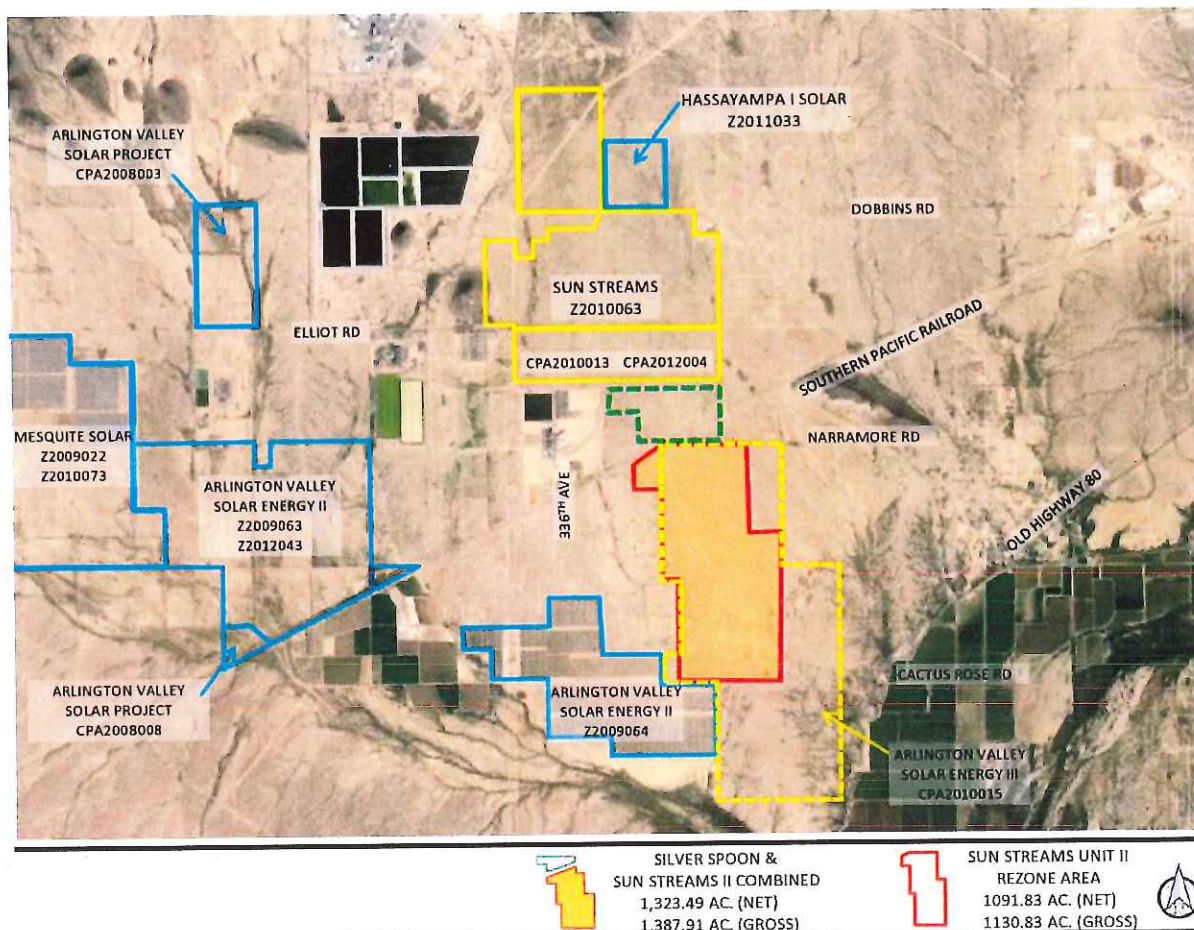 HASSAYAMPA I SOLAR
Z2011033
ARLINGTON VALLEY
SOLAR PROJECT
CPA2008003
DOBBINS RD
SUN STREAMS
Z2010063
ELLIOT RD
SOUTHERN PACIFIC RAILROAD
CPA2010013 CPA2012004
NARRAMORE RD
MESQUITE SOLAR
Z2009022
Z2010073
ARLINGTON VALLEY
SOLAR ENERGY II
Z2009063
Z2012043
336TH AVE
OLD HIGHWAY 80
CACTUS ROSE RD
ARLINGTON VALLEY
SOLAR PROJECT
CPA2008008
ARLINGTON VALLEY
SOLAR ENERGY II
Z2009064
ARLINGTON VALLEY
SOLAR ENERGY III
CPA2010015
SILVER SPOON &
SUN STREAMS II COMBINED
1,323.49 AC. (NET)
1,387.91 AC. (GROSS)
SUN STREAMS UNIT II
REZONE AREA
1091.83 AC. (NET)
1130.83 AC. (GROSS)